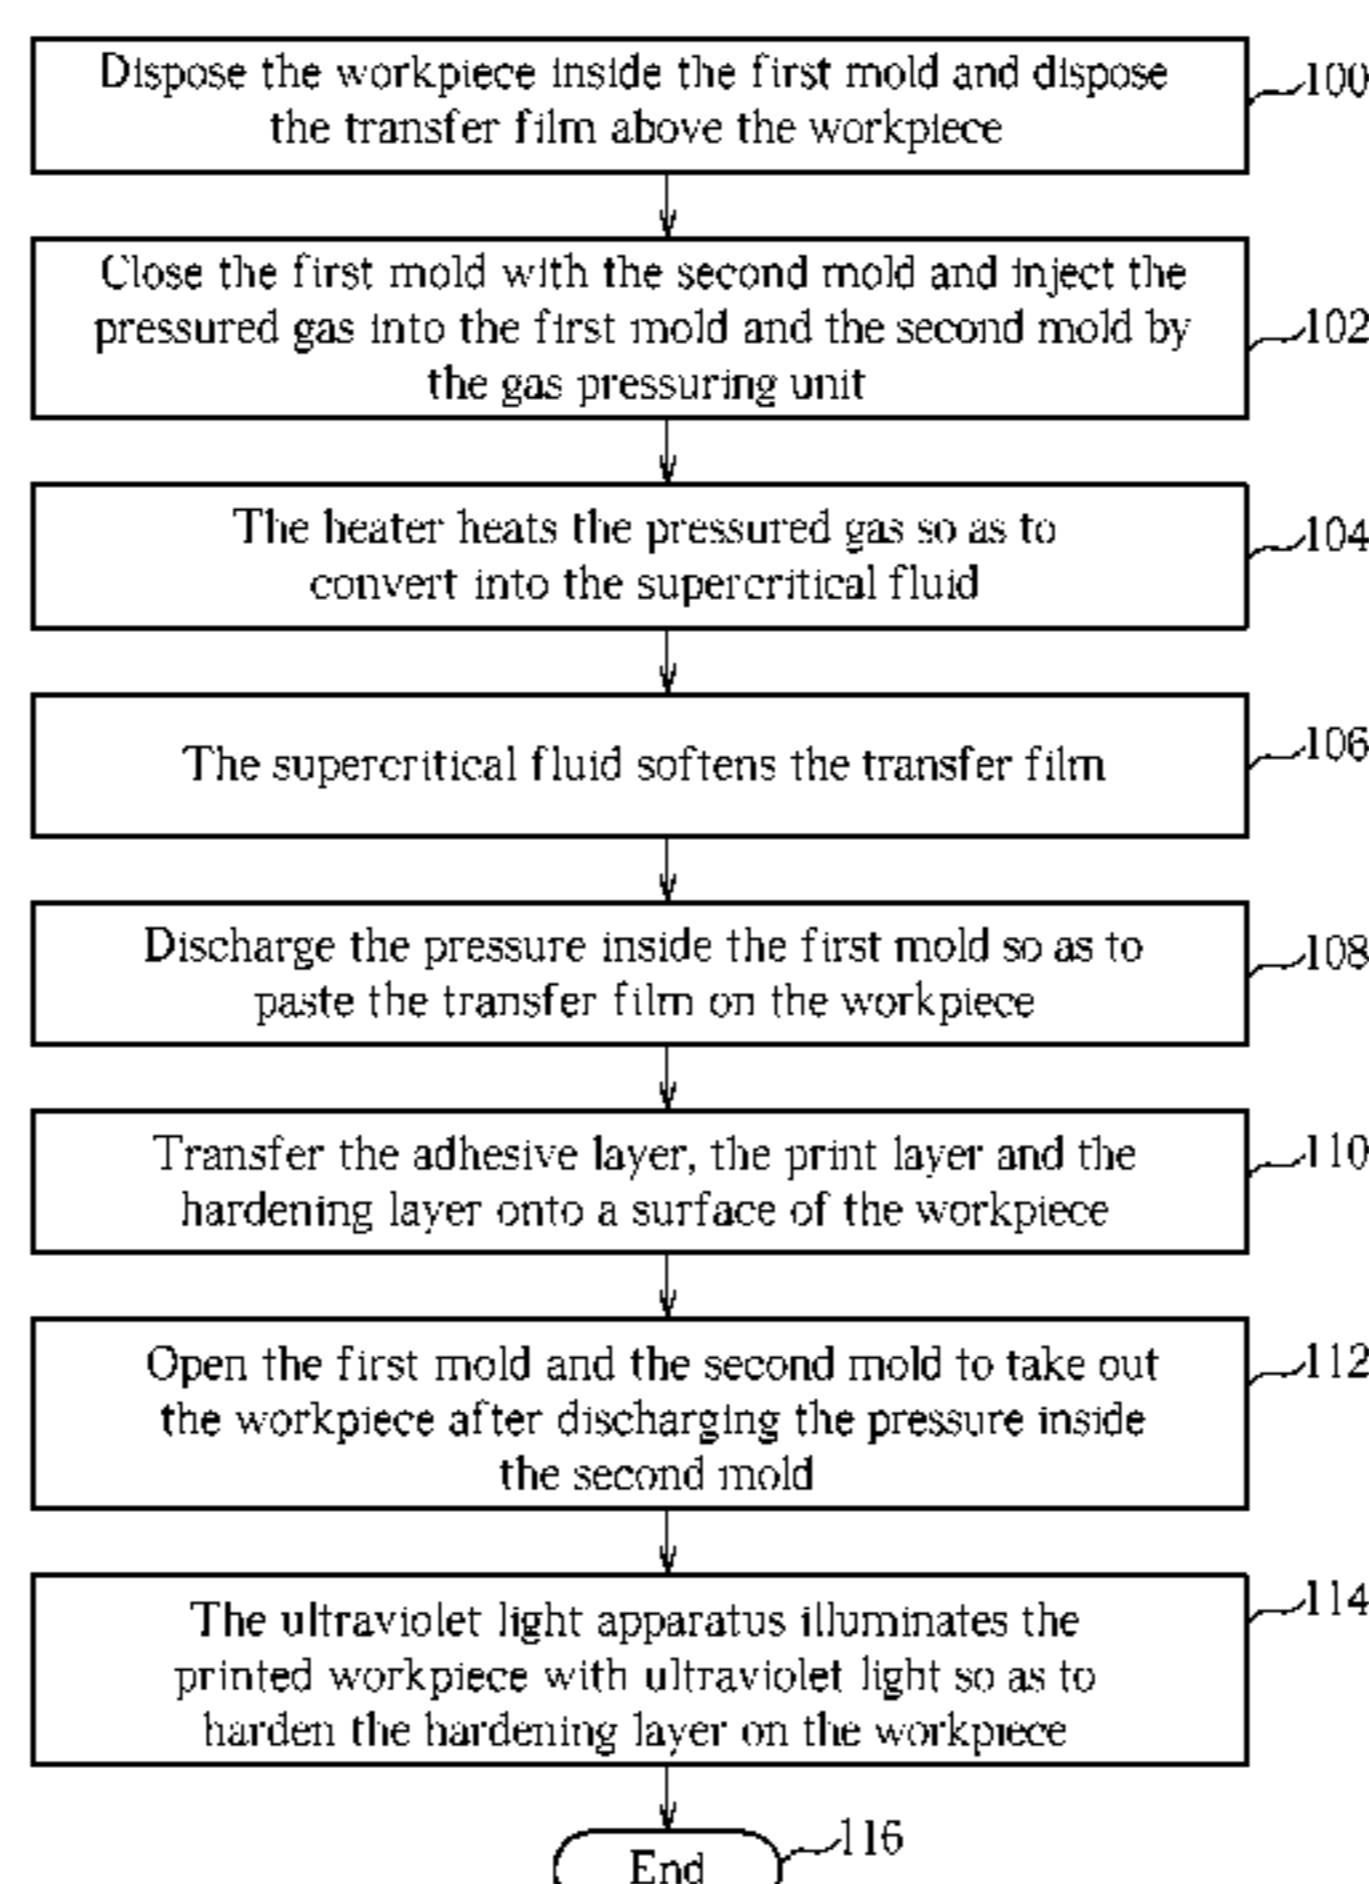 Dispose the workpiece inside the first mold and dispose
the transfer film above the workpiece
100
Close the first mold with the second mold and inject the
pressured gas into the first mold and the second mold by
the gas pressuring unit
102
The heater heats the pressured gas so as to
convert into the supercritical fluid
104
The supercritical fluid softens the transfer film
106
Discharge the pressure inside the first mold so as to
paste the transfer film on the workpiece
108
Transfer the adhesive layer, the print layer and the
hardening layer onto a surface of the workpiece
110
Open the first mold and the second mold to take out
the workpiece after discharging the pressure inside
the second mold
112
The ultraviolet light apparatus illuminates the
printed workpiece with ultraviolet light so as to
harden the hardening layer on the workpiece
114
End
116